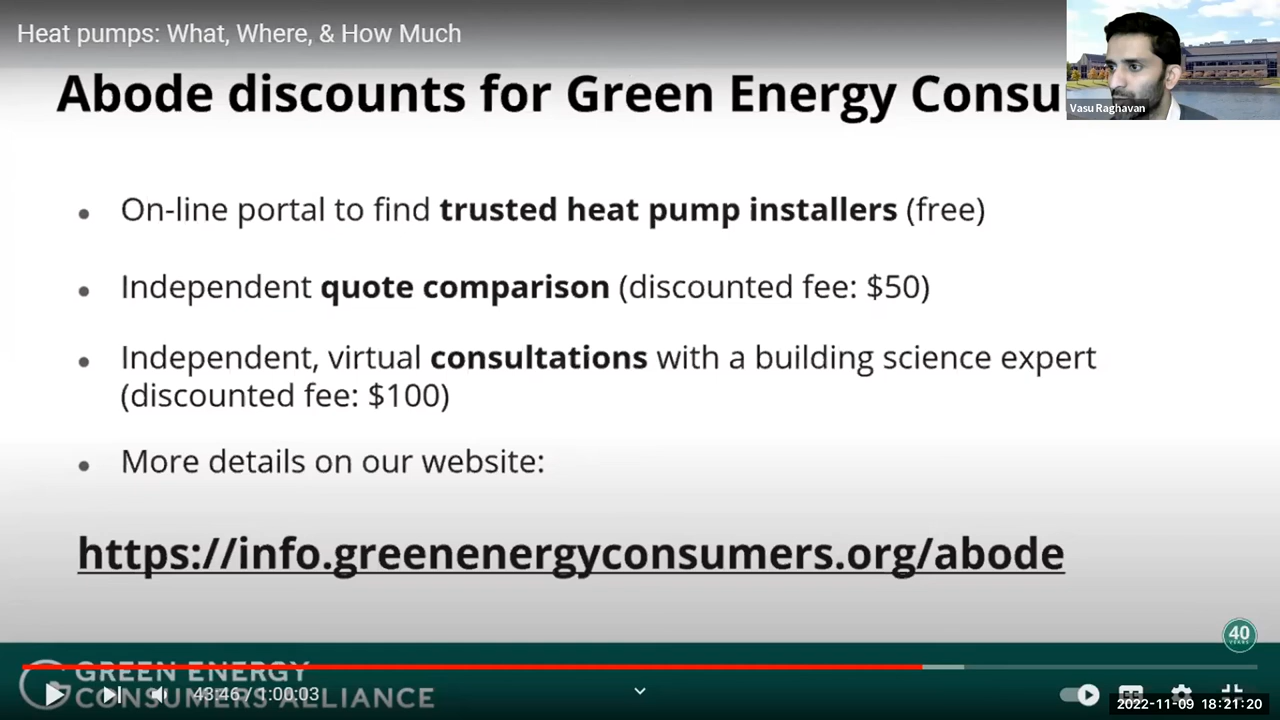 Heat pumps: What, Where, & How Much
Abode discounts for Green Energy Consu
Vasu Raghavan
On-line portal to find trusted heat pump installers (free)
Independent quote comparison (discounted fee: $50)
Independent, virtual consultations with a building science expert
(discounted fee: $100)
More details on our website:
https://info.greenenergyconsumers.org/abode
40
YEARS
GREEN ENERGY
CONSUMERS ALLIANCE
43:46 / 1:00:03
CC
2022-11-09 18:21:20